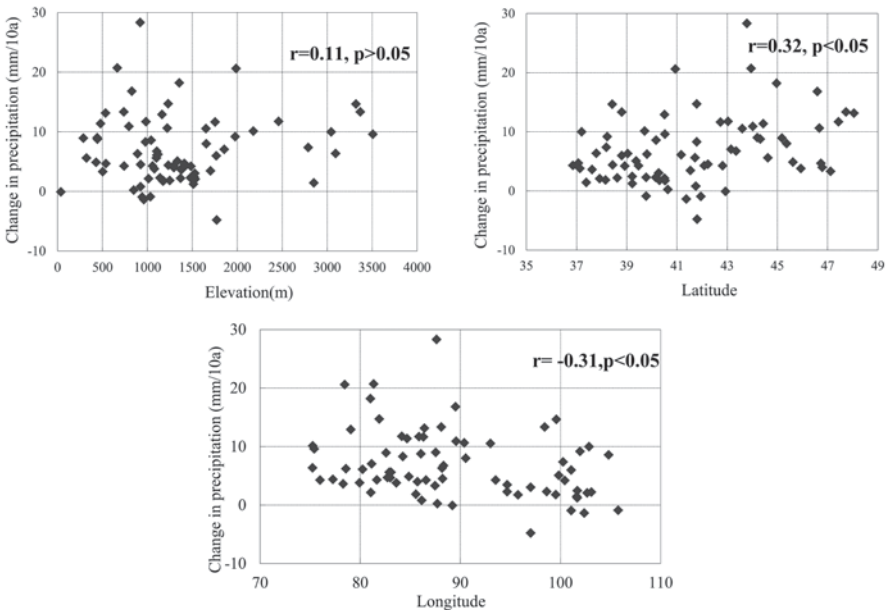 Change in precipitation (mm/10a)
30
20
10
0
-10
r=0.11, p>0.05
0 500 1000 1500 2000 2500 3000 3500 4000
Elevation(m)
Change in precipitation (mm/10a)
30
20
10
0
-10
r=0.32, p<0.05
35 37 39 41 43 45 47 49
Latitude
Change in precipitation (mm/10a)
30
20
10
0
-10
r= -0.31,p<0.05
70 80 90 100 110
Longitude